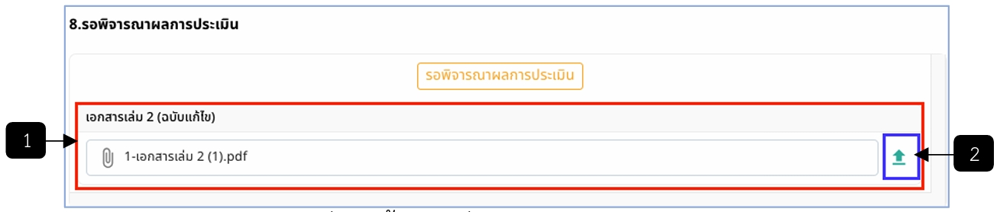 8.รอพิจารณาผลการประเมิน
รอพิจารณาผลการประเมิน
เอกสารเล่ม 2 (ฉบับแก้ไข)
1
1-เอกสารเล่ม 2 (1).pdf
2